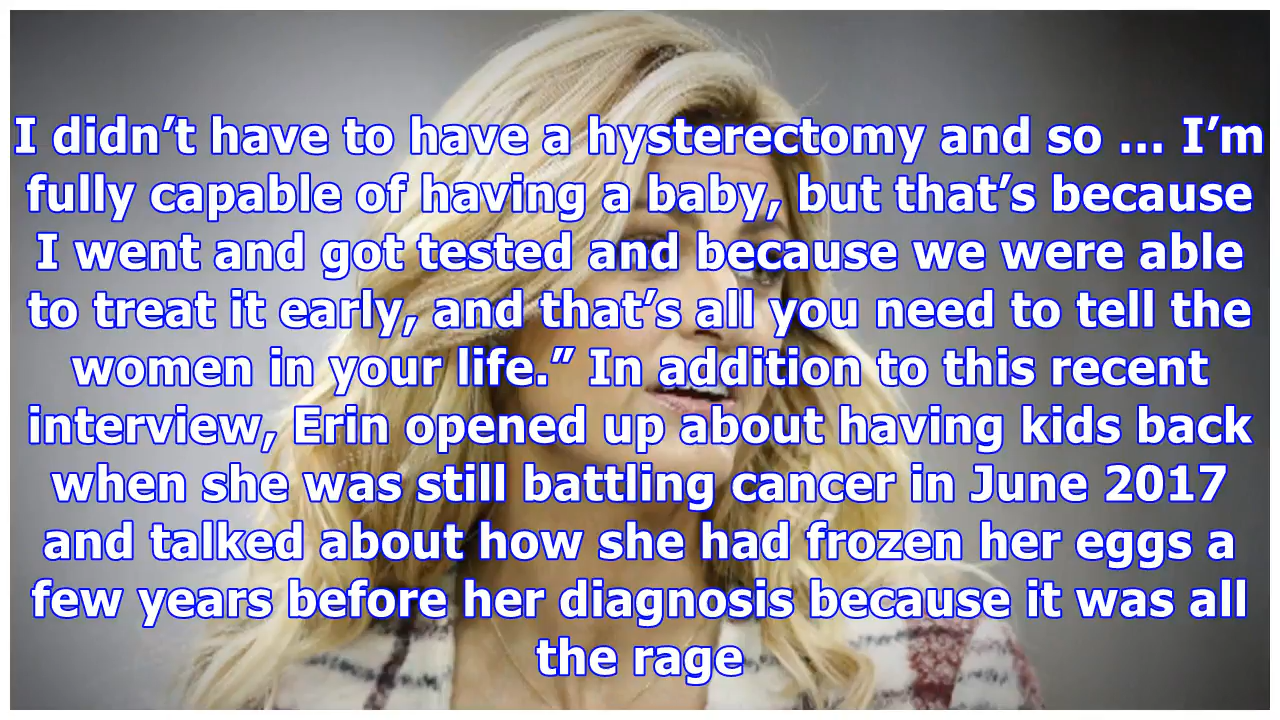 I didn’t have to have a hysterectomy and so ... I’m
fully capable of having a baby, but that’s because
I went and got tested and because we were able
to treat it early, and that’s all you need to tell the
women in your life.” In addition to this recent
interview, Erin opened up about having kids back
when she was still battling cancer in June 2017
and talked about how she had frozen her eggs a
few years before her diagnosis because it was all
the rage